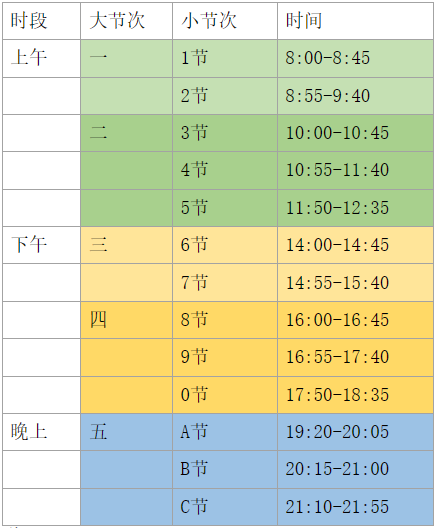 时段 大节次 小节次 时间
上午 一 1节 8:00-8:45
2节 8:55-9:40
二 3节 10:00-10:45
4节 10:55-11:40
5节 11:50-12:35
下午 三 6节 14:00-14:45
7节 14:55-15:40
四 8节 16:00-16:45
9节 16:55-17:40
0节 17:50-18:35
晚上 五 A节 19:20-20:05
B节 20:15-21:00
C节 21:10-21:55